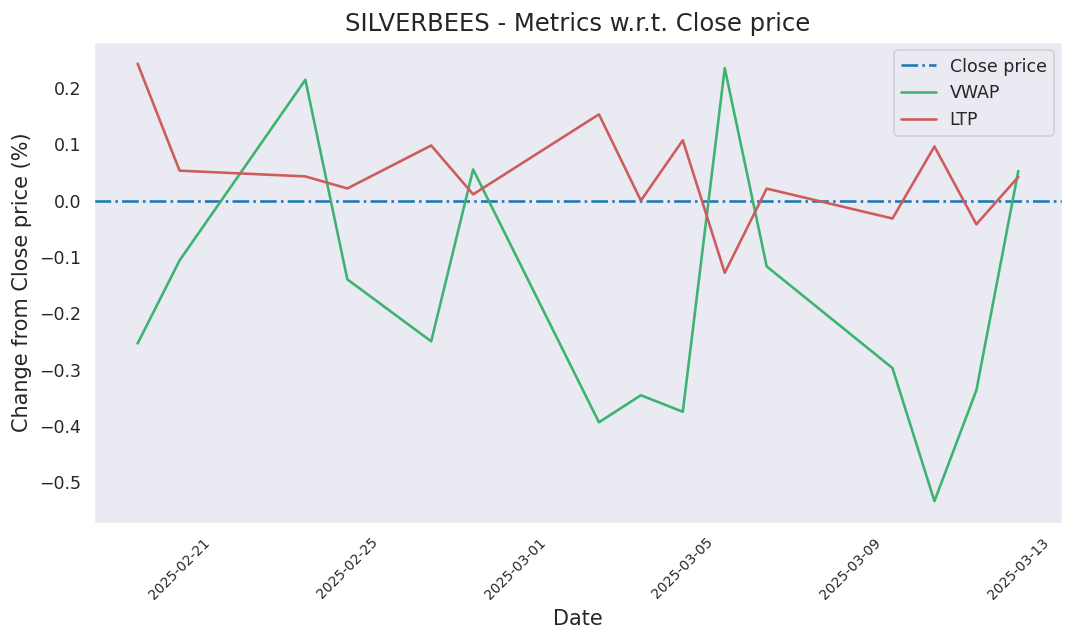 SILVERBEES - Metrics w.r.t. Close price
Close price
VWAP
LTP
Change from Close price (%)
0.2
0.1
0.0
−0.1
−0.2
−0.3
−0.4
−0.5
2025-02-21
2025-02-25
2025-03-01
2025-03-05
2025-03-09
2025-03-13
Date